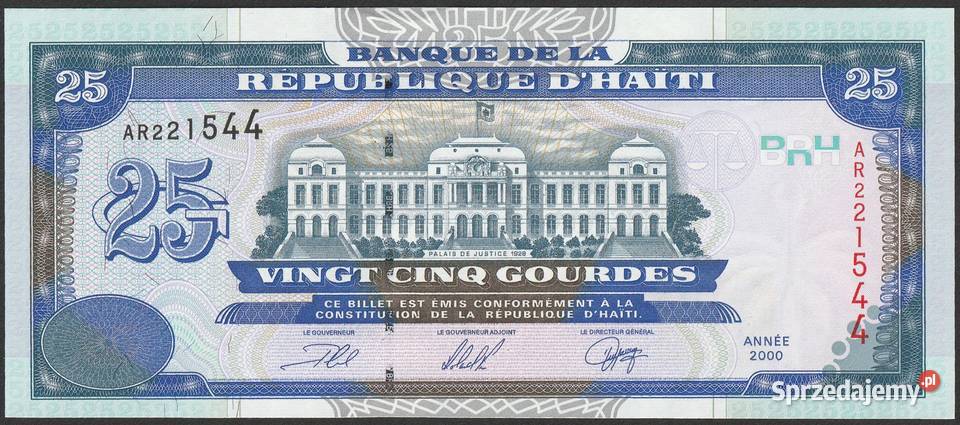 BANQUE DE LA
REPUBLIQUE D'HAÏTI
25
25
AR221544
BRH
AR221544
25
PALAIS DE JUSTICE 1928
VINGT CINQ GOURDES
CE BILLET EST ÉMIS CONFORMÉMENT À LA
CONSTITUTION DE LA RÉPUBLIQUE D'HAÏTI.
LE GOUVERNEUR
LE GOUVERNEUR ADJOINT
LE DIRECTEUR GÉNÉRAL
ANNÉE
2000
Sprzedajemy.pl